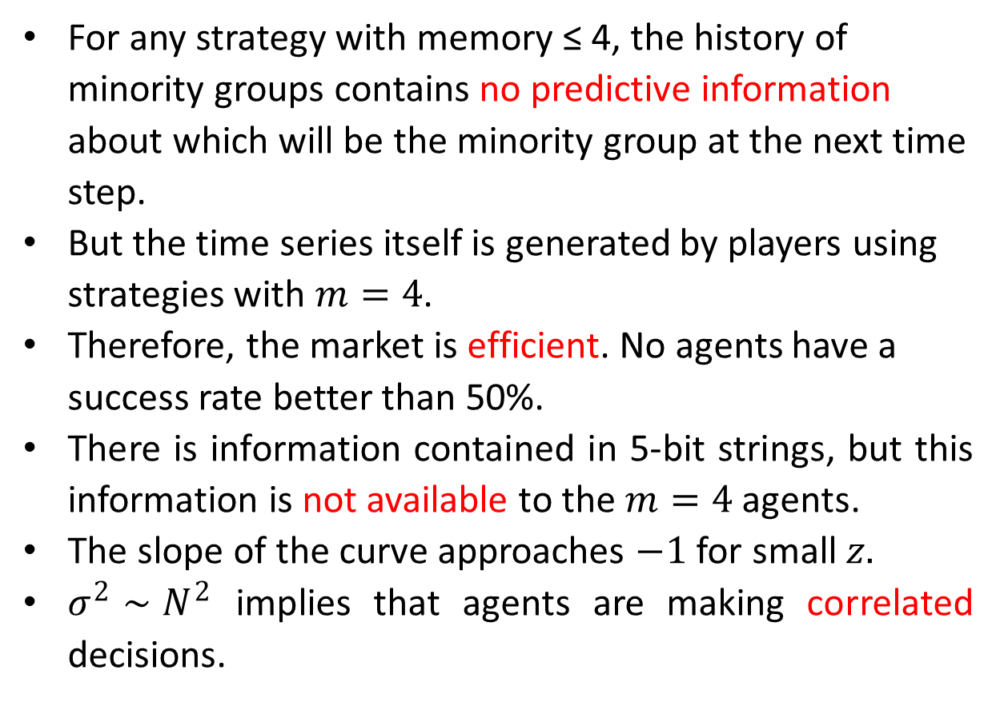 • For any strategy with memory ≤ 4, the history of
minority groups contains no predictive information
about which will be the minority group at the next time
step.
• But the time series itself is generated by players using
strategies with 𝑚 = 4.
• Therefore, the market is efficient. No agents have a
success rate better than 50%.
• There is information contained in 5-bit strings, but this
information is not available to the 𝑚 = 4 agents.
• The slope of the curve approaches −1 for small 𝑧.
• 𝜎² ~ 𝑁² implies that agents are making correlated
decisions.